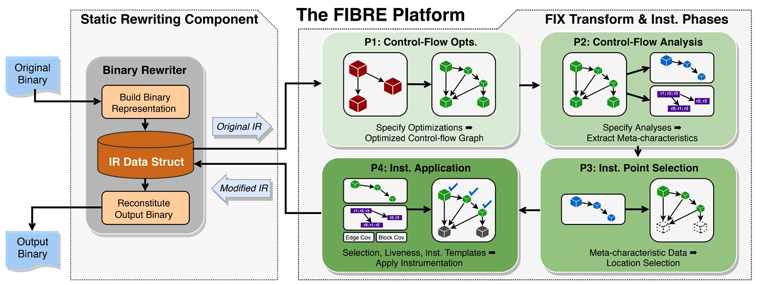 Static Rewriting Component
The FIBRE Platform
FIX Transform & Inst. Phases
Original
Binary
Binary Rewriter
Build Binary
Representation
IR Data Struct
Reconstitute
Output Binary
Output
Binary
Original IR
Modified IR
P1: Control-Flow Opts.
Specify Optimizations ➡
Optimized Control-flow Graph
P2: Control-Flow Analysis
r1; r2; r3
r2; r3
r0; r1; r2
Specify Analyses ➡
Extract Meta-characteristics
P4: Inst. Application
r1; r2; r3
r2; r3
r0; r1; r2
Edge Cov.
Block Cov.
Selection, Liveness, Inst. Templates ➡
Apply Instrumentation
P3: Inst. Point Selection
Meta-characteristic Data ➡
Location Selection